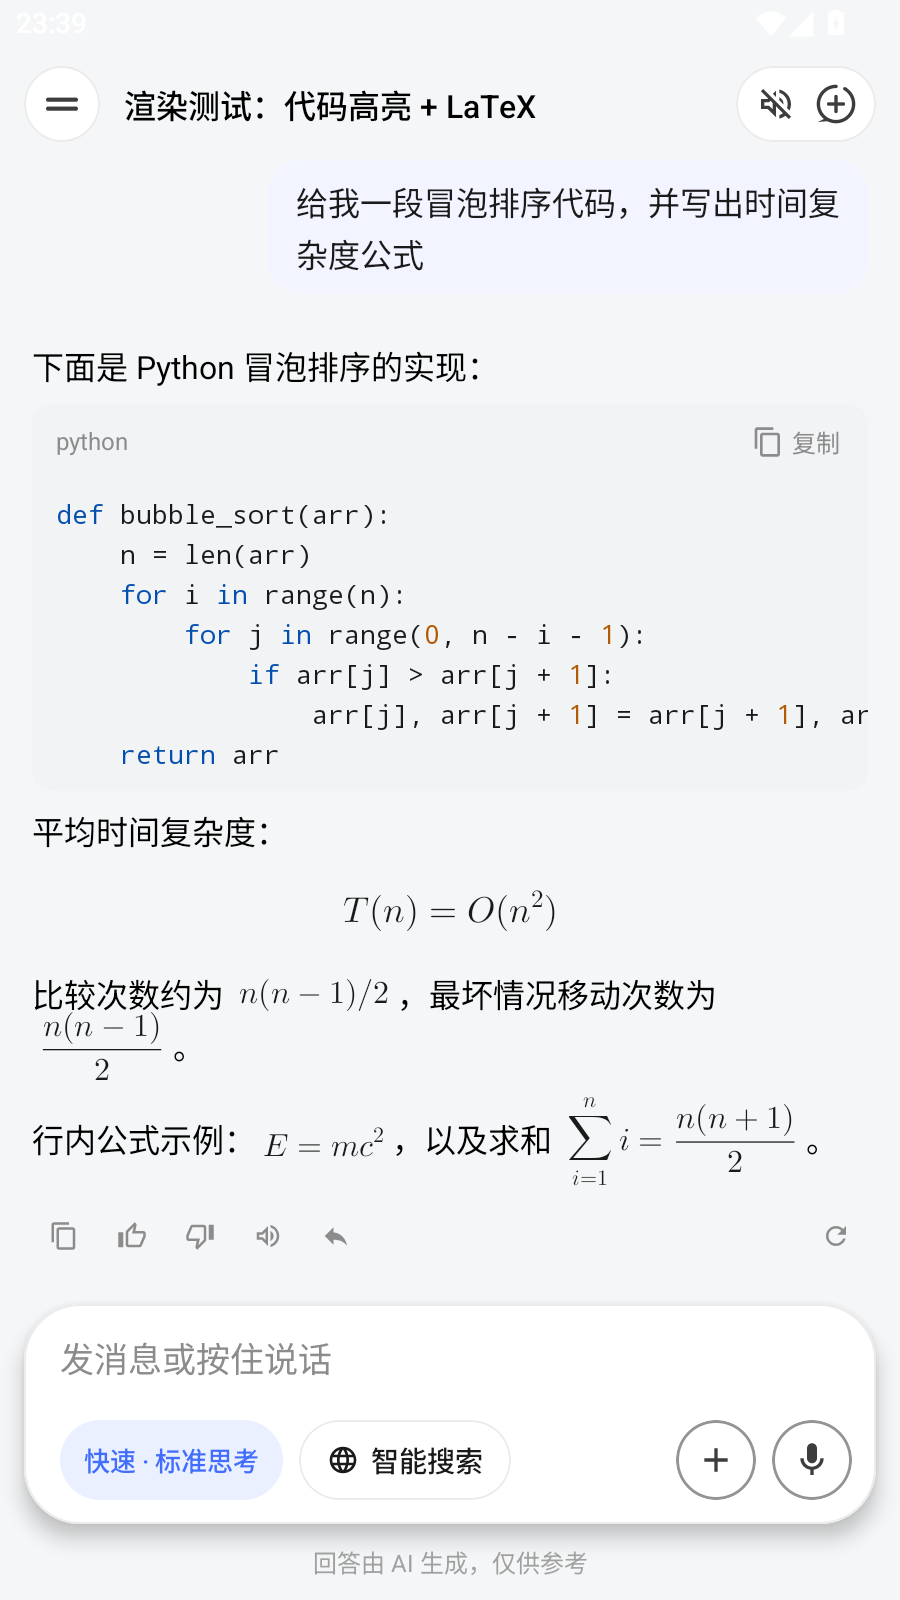 23:39
渲染测试：代码高亮 + LaTeX
给我一段冒泡排序代码，并写出时间复
杂度公式
下面是 Python 冒泡排序的实现：
python
复制
def bubble_sort(arr):
    n = len(arr)
    for i in range(n):
        for j in range(0, n - i - 1):
            if arr[j] > arr[j + 1]:
                arr[j], arr[j + 1] = arr[j + 1], ar
    return arr
平均时间复杂度：
T(n) = O(n²)
比较次数约为 n(n − 1)/2 ，最坏情况移动次数为
\frac{n(n − 1)}{2} 。
行内公式示例： E = mc² ，以及求和 \sum_{i=1}^{n} i = \frac{n(n + 1)}{2} 。
发消息或按住说话
快速 · 标准思考
智能搜索
回答由 AI 生成，仅供参考